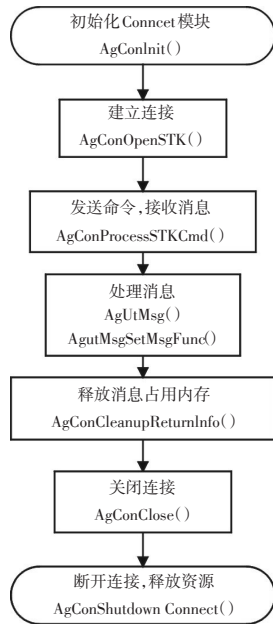 初始化Conncet模块
AgConInit()
建立连接
AgConOpenSTK()
发送命令,接收消息
AgConProcessSTKCmd()
处理消息
AgUtMsg()
AgutMsgSetMsgFunc()
释放消息占用内存
AgConCleanupReturnInfo()
关闭连接
AgConClose()
断开连接,释放资源
AgConShutdown Connect()